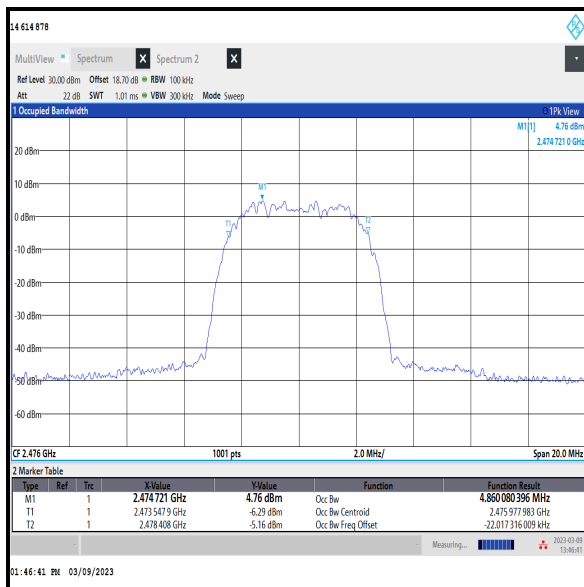 14 614 878
R S
MultiView Spectrum X Spectrum 2 X
Ref Level 30.00 dBm Offset 18.70 dB RBW 100 kHz
Att 22 dB SWT 1.01 ms VBW 300 kHz Mode Sweep
1 Occupied Bandwidth 1Pk View
M1[1] 4.76 dBm
2.474 721 0 GHz
20 dBm
10 dBm
M1
0 dBm
T1 T2
-10 dBm
-20 dBm
-30 dBm
-40 dBm
-50 dBm
-60 dBm
CF 2.476 GHz 1001 pts 2.0 MHz/ Span 20.0 MHz
2 Marker Table
Type Ref Trc X-Value Y-Value Function Function Result
M1 1 2.474 721 GHz 4.76 dBm Occ Bw 4.860 080 396 MHz
T1 1 2.473 547 9 GHz -6.29 dBm Occ Bw Centroid 2.475 977 983 GHz
T2 1 2.478 408 GHz -5.16 dBm Occ Bw Freq Offset -22.017 316 009 kHz
Measuring... 2023-03-09
13:46:41
01:46:41 PM 03/09/2023